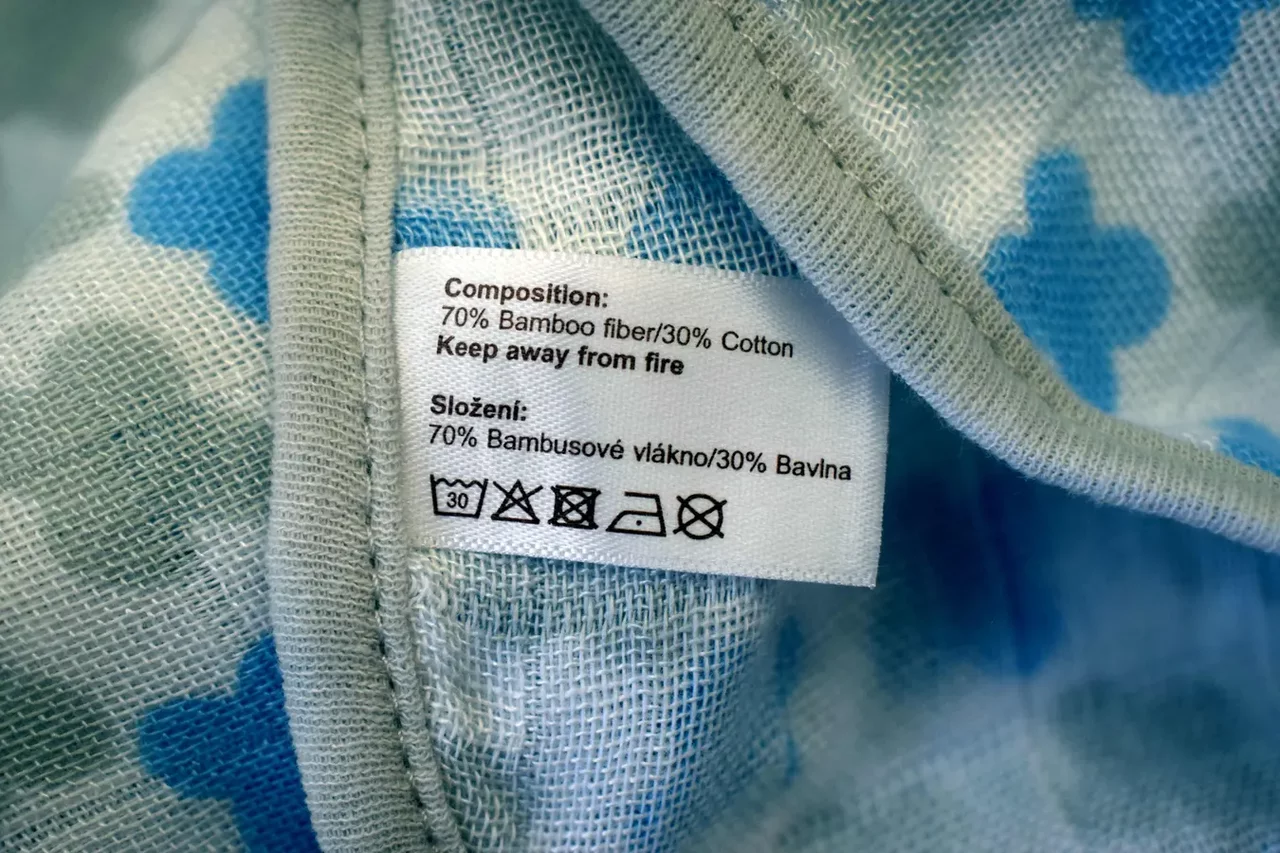 Composition:
70% Bamboo fiber/30% Cotton
Keep away from fire
Složení:
70% Bambusové vlákno/30% Bavlna
30